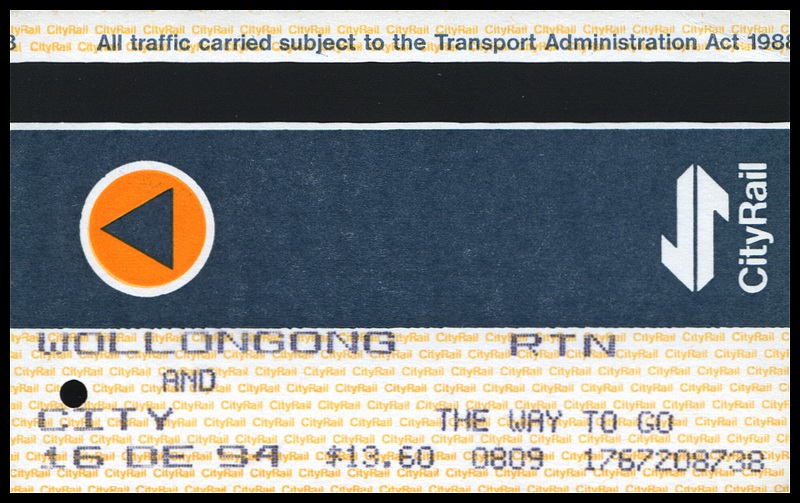 All traffic carried subject to the Transport Administration Act 1988
CityRail
WOLLONGONG RTN
AND
CITY THE WAY TO GO
16 DE 94 $13.60 0809 1767208738